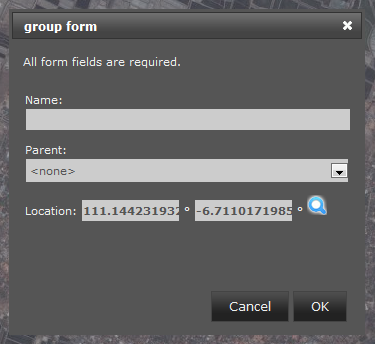 group form
All form fields are required.
Name:
Parent:
<none>
Location: 111.144231932 ° -6.7110171985 °
Cancel OK